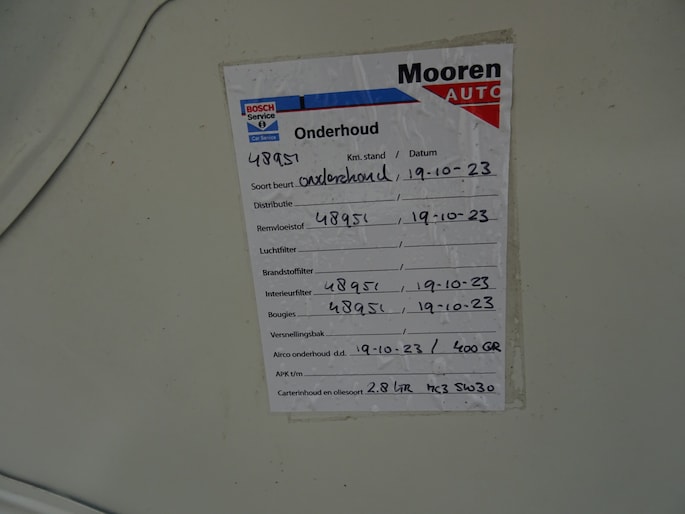 Mooren
AUTO
BOSCH
Service
Car Service
Onderhoud
48951 Km. stand / Datum
Soort beurt onderhoud, 19-10-23
Distributie /
Remvloeistof 48951, 19-10-23
Luchtfilter /
Brandstoffilter /
Interieurfilter 48951, 19-10-23
Bougies 48951, 19-10-23
Versnellingsbak /
Airco onderhoud d.d. 19-10-23 / 400 GR
APK t/m
Carterinhoud en oliesoort 2.8 LTR MC3 5W30